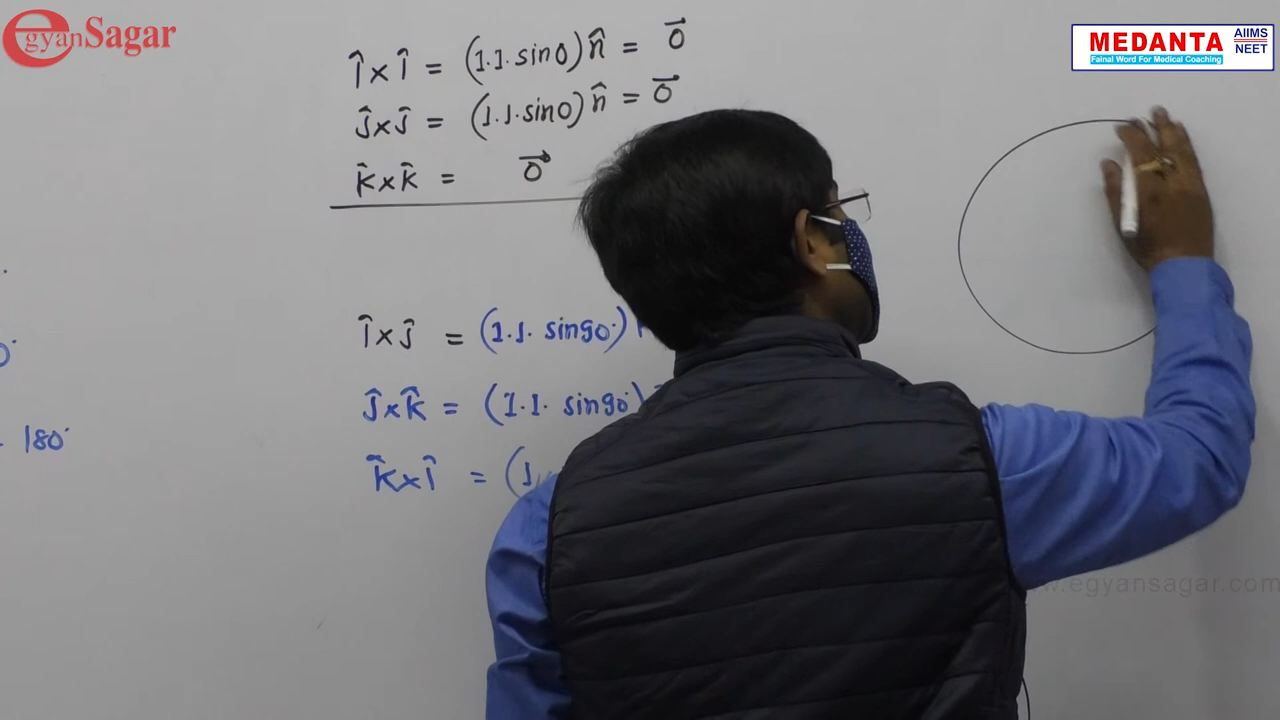 egyanSagar
MEDANTA AIIMS NEET
Fainal Word For Medical Coaching
î×î = (1.1. sin0) n̂ = 0⃗
ĵ×ĵ = (1.1. sin0) n̂ = 0⃗
k̂×k̂ = 0⃗
î×ĵ = (1.1. sin90°)
ĵ×k̂ = (1.1. sin90°)
k̂×î = (1
180°
www.egyansagar.com